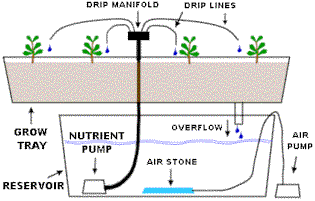 DRIP MANIFOLD
DRIP LINES
GROW
TRAY
NUTRIENT
PUMP
OVERFLOW
AIR
PUMP
AIR STONE
RESERVOIR